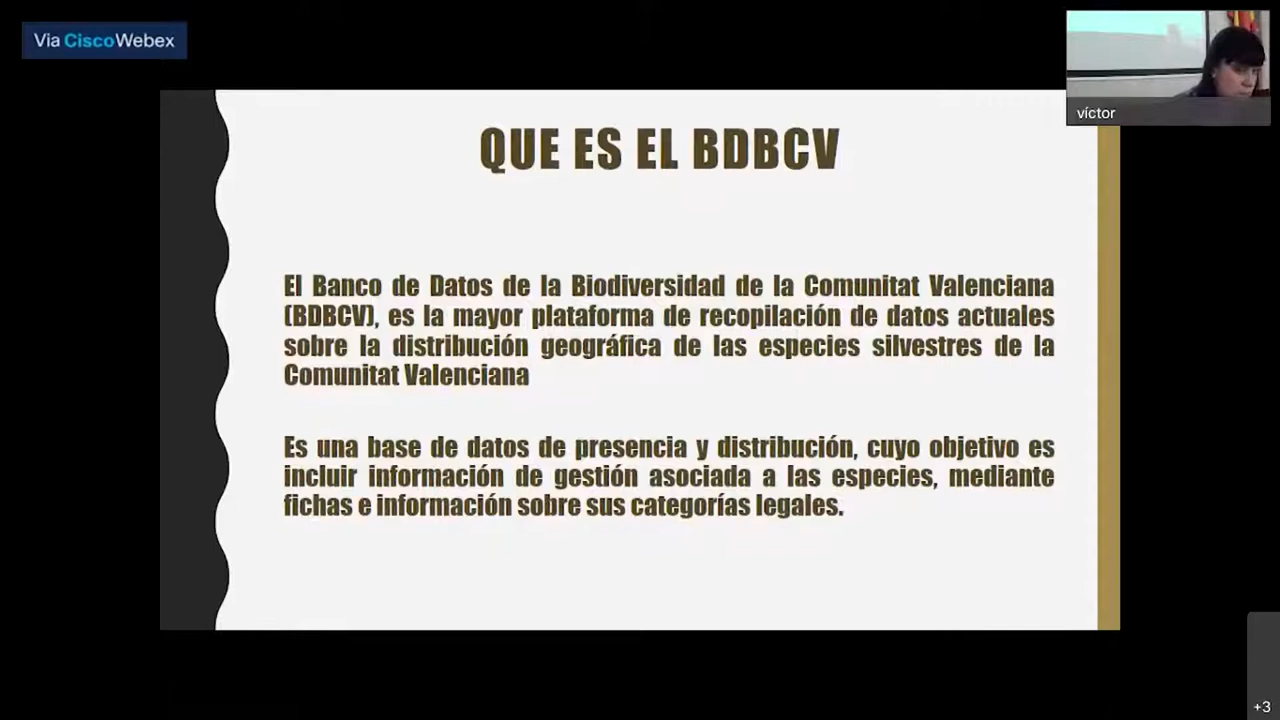 Via CiscoWebex
víctor
QUE ES EL BDBCV
El Banco de Datos de la Biodiversidad de la Comunitat Valenciana
(BDBCV), es la mayor plataforma de recopilación de datos actuales
sobre la distribución geográfica de las especies silvestres de la
Comunitat Valenciana
Es una base de datos de presencia y distribución, cuyo objetivo es
incluir información de gestión asociada a las especies, mediante
fichas e información sobre sus categorías legales.
+3